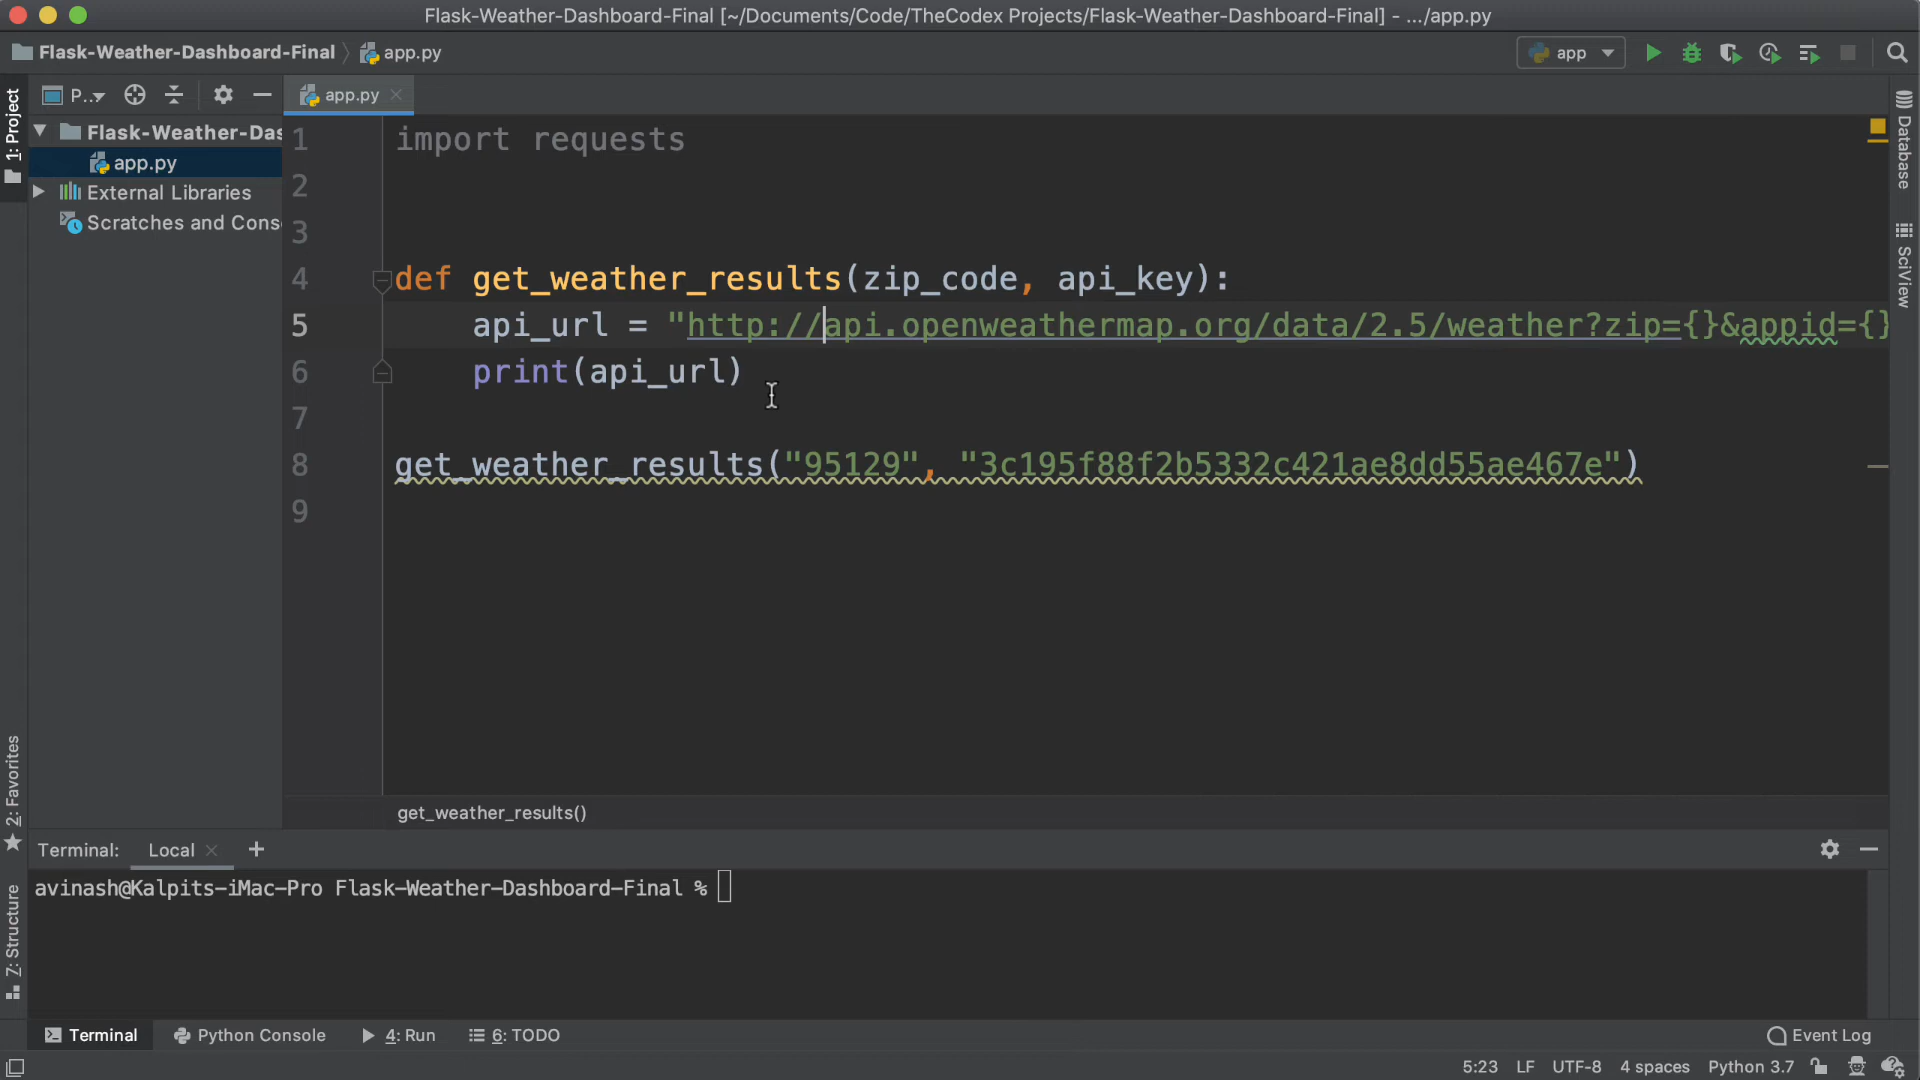 Flask-Weather-Dashboard-Final [~/Documents/Code/TheCodex Projects/Flask-Weather-Dashboard-Final] - .../app.py
Flask-Weather-Dashboard-Final
app.py
app
1: Project
P..
app.py
Flask-Weather-Das
app.py
External Libraries
Scratches and Conso
1 import requests
2
3
4 def get_weather_results(zip_code, api_key):
5 api_url = "http://api.openweathermap.org/data/2.5/weather?zip={}&appid={}
6 print(api_url)
7
8 get_weather_results("95129", "3c195f88f2b5332c421ae8dd55ae467e")
9
Database
SciView
get_weather_results()
2: Favorites
Z: Structure
Terminal:
Local
avinash@Kalpits-iMac-Pro Flask-Weather-Dashboard-Final %
Terminal
Python Console
4: Run
6: TODO
Event Log
5:23
LF
UTF-8
4 spaces
Python 3.7